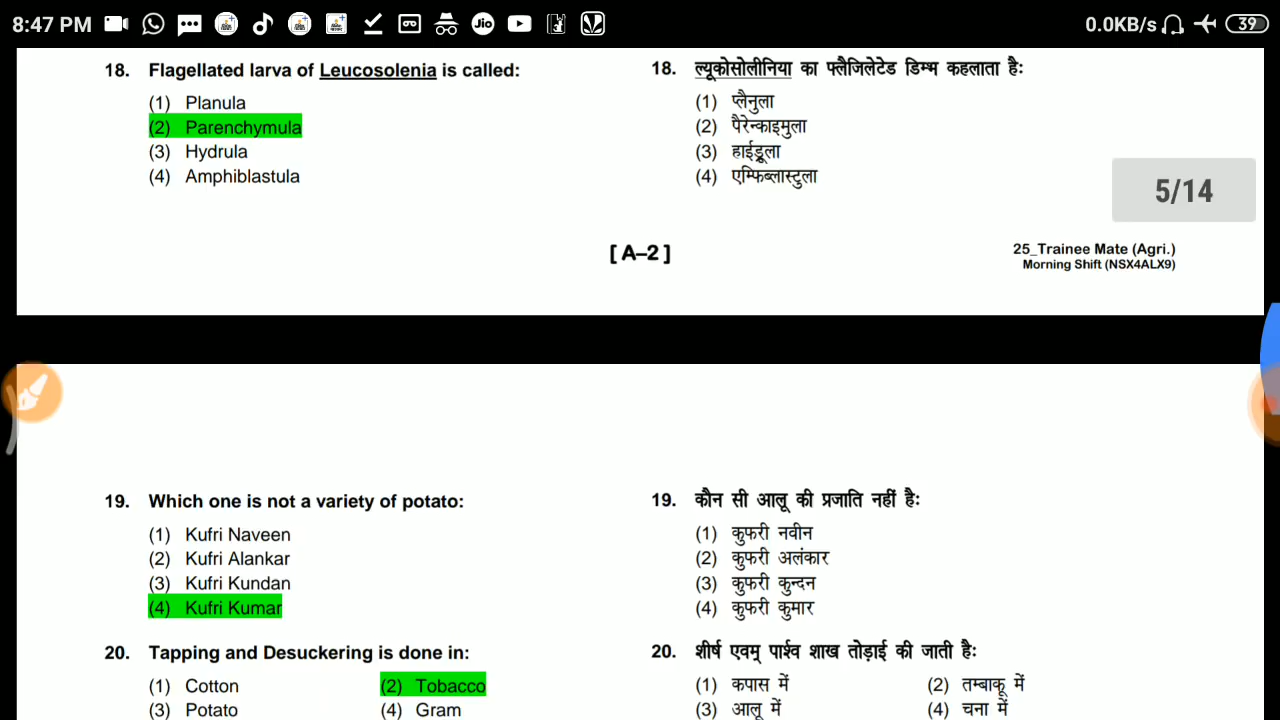 8:47 PM 0.0KB/s 39
Jio
18. Flagellated larva of Leucosolenia is called:
(1) Planula
(2) Parenchymula
(3) Hydrula
(4) Amphiblastula
18. ल्यूकोसोलीनिया का फ्लैजिलेटेड डिम्भ कहलाता है:
(1) प्लैनुला
(2) पैरेन्काइमुला
(3) हाईड्रूला
(4) एम्फिब्लास्टुला
5/14
[ A–2 ]
25_Trainee Mate (Agri.)
Morning Shift (NSX4ALX9)
19. Which one is not a variety of potato:
(1) Kufri Naveen
(2) Kufri Alankar
(3) Kufri Kundan
(4) Kufri Kumar
19. कौन सी आलू की प्रजाति नहीं है:
(1) कुफरी नवीन
(2) कुफरी अलंकार
(3) कुफरी कुन्दन
(4) कुफरी कुमार
20. Tapping and Desuckering is done in:
(1) Cotton (2) Tobacco
(3) Potato (4) Gram
20. शीर्ष एवम् पार्श्व शाख तोड़ाई की जाती है:
(1) कपास में (2) तम्बाकू में
(3) आलू में (4) चना में